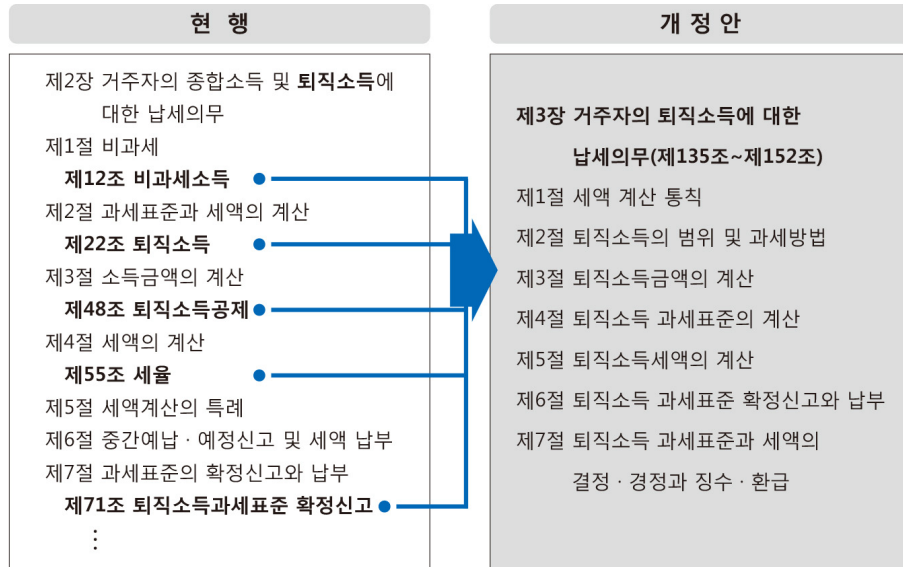 현 행
제2장 거주자의 종합소득 및 퇴직소득에
대한 납세의무
제1절 비과세
제12조 비과세소득
제2절 과세표준과 세액의 계산
제22조 퇴직소득
제3절 소득금액의 계산
제48조 퇴직소득공제
제4절 세액의 계산
제55조 세율
제5절 세액계산의 특례
제6절 중간예납 · 예정신고 및 세액 납부
제7절 과세표준의 확정신고와 납부
제71조 퇴직소득과세표준 확정신고
⋮
개 정 안
제3장 거주자의 퇴직소득에 대한
납세의무(제135조~제152조)
제1절 세액 계산 통칙
제2절 퇴직소득의 범위 및 과세방법
제3절 퇴직소득금액의 계산
제4절 퇴직소득 과세표준의 계산
제5절 퇴직소득세액의 계산
제6절 퇴직소득 과세표준 확정신고와 납부
제7절 퇴직소득 과세표준과 세액의
결정 · 경정과 징수 · 환급